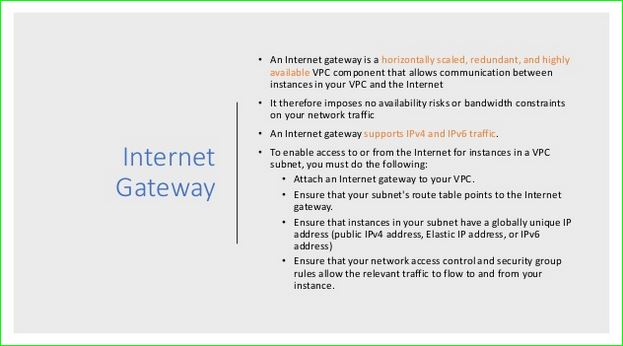 Internet
Gateway
• An Internet gateway is a horizontally scaled, redundant, and highly
available VPC component that allows communication between
instances in your VPC and the Internet
• It therefore imposes no availability risks or bandwidth constraints
on your network traffic
• An Internet gateway supports IPv4 and IPv6 traffic.
• To enable access to or from the Internet for instances in a VPC
subnet, you must do the following:
• Attach an Internet gateway to your VPC.
• Ensure that your subnet's route table points to the Internet
gateway.
• Ensure that instances in your subnet have a globally unique IP
address (public IPv4 address, Elastic IP address, or IPv6
address)
• Ensure that your network access control and security group
rules allow the relevant traffic to flow to and from your
instance.